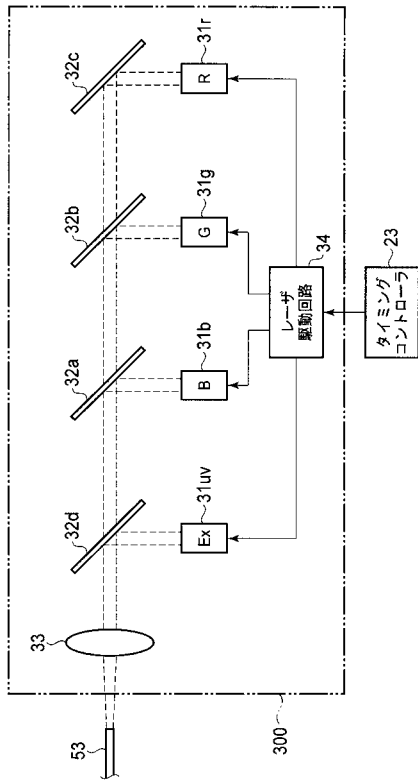 32c
32b
32a
32d
33
53
R
31r
G
31g
B
31b
Ex
31uv
34
レーザ
駆動回路
23
タイミング
コントローラ
300